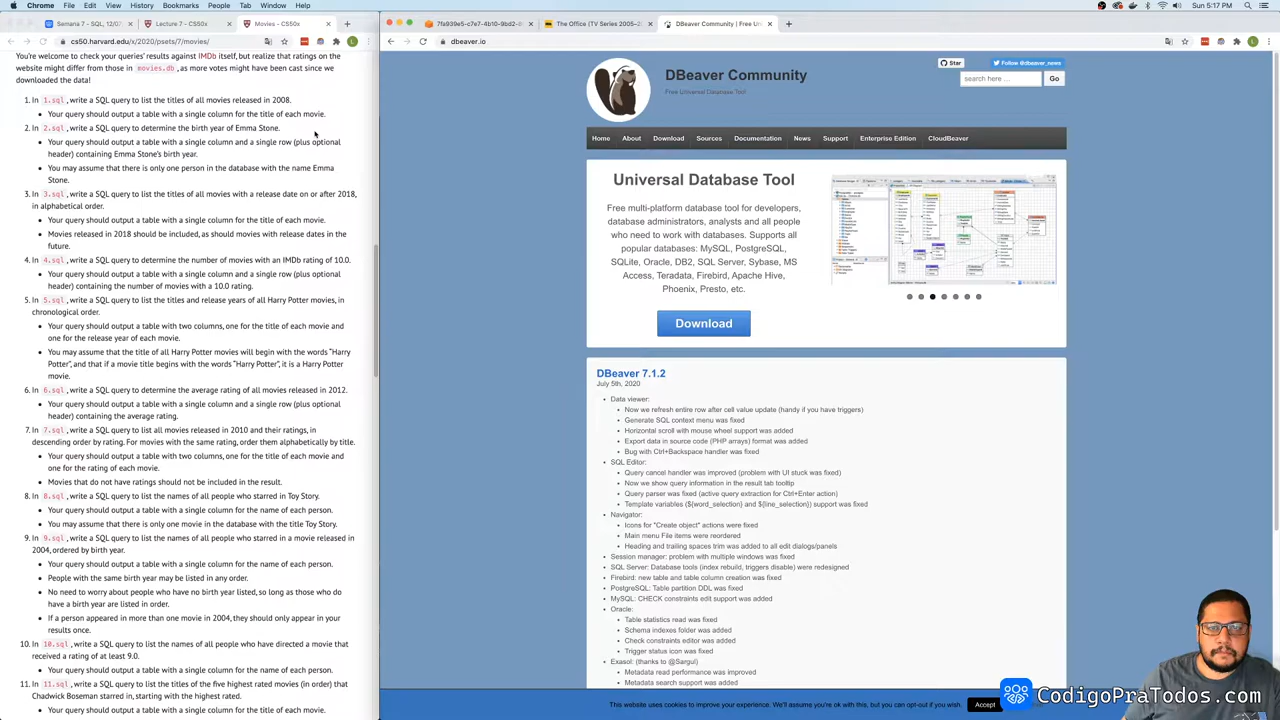 Chrome File Edit View History Bookmarks People Tab Window Help
Sun 5:17 PM
Semana 7 - SQL, 12/07
Lecture 7 - CS50x
Movies - CS50x
cs50.harvard.edu/x/2020/psets/7/movies/
You're welcome to check your queries' results against IMDb itself, but realize that ratings on the
website might differ from those in movies.db, as more votes might have been cast since we
downloaded the data!
1. In 1.sql, write a SQL query to list the titles of all movies released in 2008.
Your query should output a table with a single column for the title of each movie.
2. In 2.sql, write a SQL query to determine the birth year of Emma Stone.
Your query should output a table with a single column and a single row (plus optional
header) containing Emma Stone's birth year.
You may assume that there is only one person in the database with the name Emma
Stone.
3. In 3.sql, write a SQL query to list the titles of all movies with a release date on or after 2018,
in alphabetical order.
Your query should output a table with a single column for the title of each movie.
Movies released in 2018 should be included, as should movies with release dates in the
future.
4. In 4.sql, write a SQL query to determine the number of movies with an IMDb rating of 10.0.
Your query should output a table with a single column and a single row (plus optional
header) containing the number of movies with a 10.0 rating.
5. In 5.sql, write a SQL query to list the titles and release years of all Harry Potter movies, in
chronological order.
Your query should output a table with two columns, one for the title of each movie and
one for the release year of each movie.
You may assume that the title of all Harry Potter movies will begin with the words "Harry
Potter", and that if a movie title begins with the words "Harry Potter", it is a Harry Potter
movie.
6. In 6.sql, write a SQL query to determine the average rating of all movies released in 2012.
Your query should output a table with a single column and a single row (plus optional
header) containing the average rating.
7. In 7.sql, write a SQL query to list all movies released in 2010 and their ratings, in
descending order by rating. For movies with the same rating, order them alphabetically by title.
Your query should output a table with two columns, one for the title of each movie and
one for the rating of each movie.
Movies that do not have ratings should not be included in the result.
8. In 8.sql, write a SQL query to list the names of all people who starred in Toy Story.
Your query should output a table with a single column for the name of each person.
You may assume that there is only one movie in the database with the title Toy Story.
9. In 9.sql, write a SQL query to list the names of all people who starred in a movie released in
2004, ordered by birth year.
Your query should output a table with a single column for the name of each person.
People with the same birth year may be listed in any order.
No need to worry about people who have no birth year listed, so long as those who do
have a birth year are listed in order.
If a person appeared in more than one movie in 2004, they should only appear in your
results once.
10. In 10.sql, write a SQL query to list the names of all people who have directed a movie that
received a rating of at least 9.0.
Your query should output a table with a single column for the name of each person.
11. In 11.sql, write a SQL query to list the titles of the five highest rated movies (in order) that
Chadwick Boseman starred in, starting with the highest rated.
Your query should output a table with a single column for the title of each movie.
7fa939e5-c7e7-4b10-9bd2-d
The Office (TV Series 2005–2
DBeaver Community | Free Un
dbeaver.io
DBeaver Community
Free Universal Database Tool
Star
Follow @dbeaver_news
search here ...
Go
Home About Download Sources Documentation News Support Enterprise Edition CloudBeaver
Universal Database Tool
Free multi-platform database tool for developers,
database administrators, analysts and all people
who need to work with databases. Supports all
popular databases: MySQL, PostgreSQL,
SQLite, Oracle, DB2, SQL Server, Sybase, MS
Access, Teradata, Firebird, Apache Hive,
Phoenix, Presto, etc.
Download
DBeaver 7.1.2
July 5th, 2020
Data viewer:
Now we refresh entire row after cell value update (handy if you have triggers)
Generate SQL context menu was fixed
Horizontal scroll with mouse wheel support was added
Export data in source code (PHP arrays) format was added
Bug with Ctrl+Backspace handler was fixed
SQL Editor:
Query cancel handler was improved (problem with UI stuck was fixed)
Now we show query information in the result tab tooltip
Query parser was fixed (active query extraction for Ctrl+Enter action)
Template variables (${word_selection} and ${line_selection}) support was fixed
Navigator:
Icons for "Create object" actions were fixed
Main menu File items were reordered
Heading and trailing spaces trim was added to all edit dialogs/panels
Session manager: problem with multiple windows was fixed
SQL Server: Database tools (index rebuild, triggers disable) were redesigned
Firebird: new table and table column creation was fixed
PostgreSQL: Table partition DDL was fixed
MySQL: CHECK constraints edit support was added
Oracle:
Table statistics read was fixed
Schema indexes folder was added
Check constraints editor was added
Trigger status icon was fixed
Exasol: (thanks to @Sargul)
Metadata read performance was improved
Metadata search support was added
This website uses cookies to improve your experience. We'll assume you're ok with this, but you can opt-out if you wish.
Accept
CodigoPraTodos.com